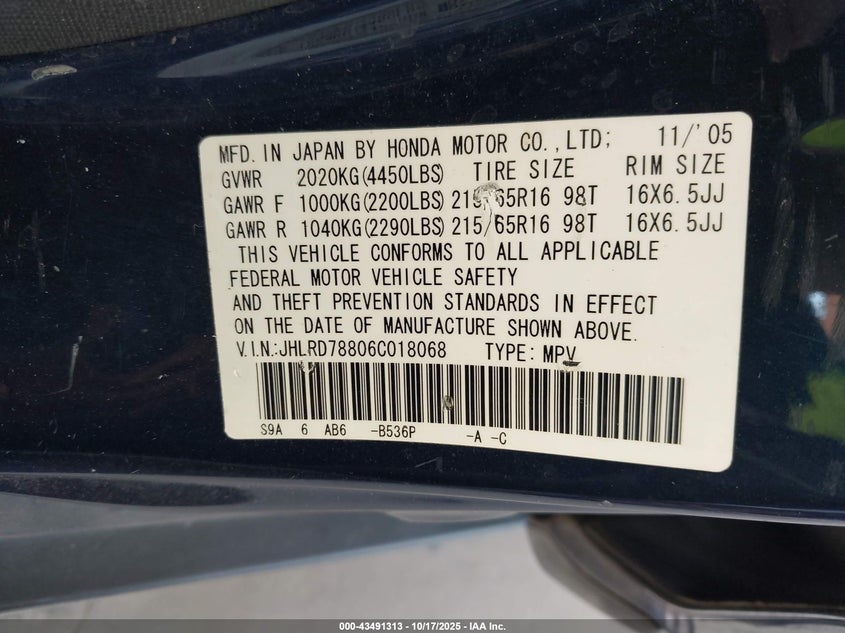 MFD. IN JAPAN BY HONDA MOTOR CO., LTD; 11/'05
GVWR 2020KG(4450LBS) TIRE SIZE RIM SIZE
GAWR F 1000KG(2200LBS) 215/65R16 98T 16X6.5JJ
GAWR R 1040KG(2290LBS) 215/65R16 98T 16X6.5JJ
THIS VEHICLE CONFORMS TO ALL APPLICABLE
FEDERAL MOTOR VEHICLE SAFETY
AND THEFT PREVENTION STANDARDS IN EFFECT
ON THE DATE OF MANUFACTURE SHOWN ABOVE.
V.I.N.:JHLRD78806C018068 TYPE: MPV
S9A 6 AB6 -B536P -A -C
000-43491313 - 10/17/2025 - IAA Inc.